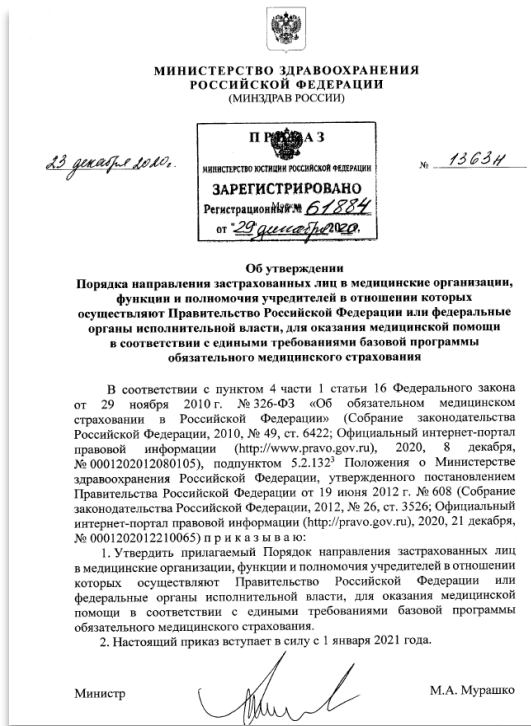 МИНИСТЕРСТВО ЗДРАВООХРАНЕНИЯ
РОССИЙСКОЙ ФЕДЕРАЦИИ
(МИНЗДРАВ РОССИИ)
ПРИКАЗ
23 декабря 2020г.
№ 1363н
МИНИСТЕРСТВО ЮСТИЦИИ РОССИЙСКОЙ ФЕДЕРАЦИИ
ЗАРЕГИСТРИРОВАНО
Москва
Регистрационный № 61884
от "29" декабря 2020.
Об утверждении
Порядка направления застрахованных лиц в медицинские организации,
функции и полномочия учредителей в отношении которых
осуществляют Правительство Российской Федерации или федеральные
органы исполнительной власти, для оказания медицинской помощи
в соответствии с едиными требованиями базовой программы
обязательного медицинского страхования
В соответствии с пунктом 4 части 1 статьи 16 Федерального закона
от 29 ноября 2010 г. № 326-ФЗ «Об обязательном медицинском
страховании в Российской Федерации» (Собрание законодательства
Российской Федерации, 2010, № 49, ст. 6422; Официальный интернет-портал
правовой информации (http://www.pravo.gov.ru), 2020, 8 декабря,
№ 0001202012080105), подпунктом 5.2.132³ Положения о Министерстве
здравоохранения Российской Федерации, утвержденного постановлением
Правительства Российской Федерации от 19 июня 2012 г. № 608 (Собрание
законодательства Российской Федерации, 2012, № 26, ст. 3526; Официальный
интернет-портал правовой информации (http://pravo.gov.ru), 2020, 21 декабря,
№ 0001202012210065) п р и к а з ы в а ю:
1. Утвердить прилагаемый Порядок направления застрахованных лиц
в медицинские организации, функции и полномочия учредителей в отношении
которых осуществляют Правительство Российской Федерации или
федеральные органы исполнительной власти, для оказания медицинской
помощи в соответствии с едиными требованиями базовой программы
обязательного медицинского страхования.
2. Настоящий приказ вступает в силу с 1 января 2021 года.
Министр
М.А. Мурашко